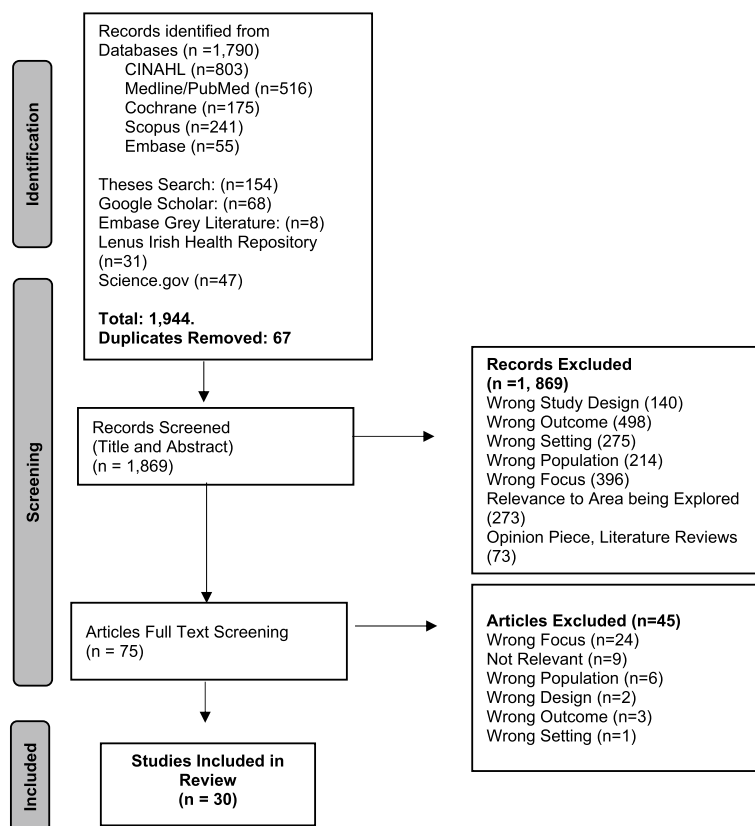 Identification
Records identified from
Databases (n =1,790)
CINAHL (n=803)
Medline/PubMed (n=516)
Cochrane (n=175)
Scopus (n=241)
Embase (n=55)
Theses Search: (n=154)
Google Scholar: (n=68)
Embase Grey Literature: (n=8)
Lenus Irish Health Repository
(n=31)
Science.gov (n=47)
Total: 1,944.
Duplicates Removed: 67
Screening
Records Screened
(Title and Abstract)
(n = 1,869)
Records Excluded
(n =1, 869)
Wrong Study Design (140)
Wrong Outcome (498)
Wrong Setting (275)
Wrong Population (214)
Wrong Focus (396)
Relevance to Area being Explored
(273)
Opinion Piece, Literature Reviews
(73)
Articles Full Text Screening
(n = 75)
Articles Excluded (n=45)
Wrong Focus (n=24)
Not Relevant (n=9)
Wrong Population (n=6)
Wrong Design (n=2)
Wrong Outcome (n=3)
Wrong Setting (n=1)
Included
Studies Included in
Review
(n = 30)